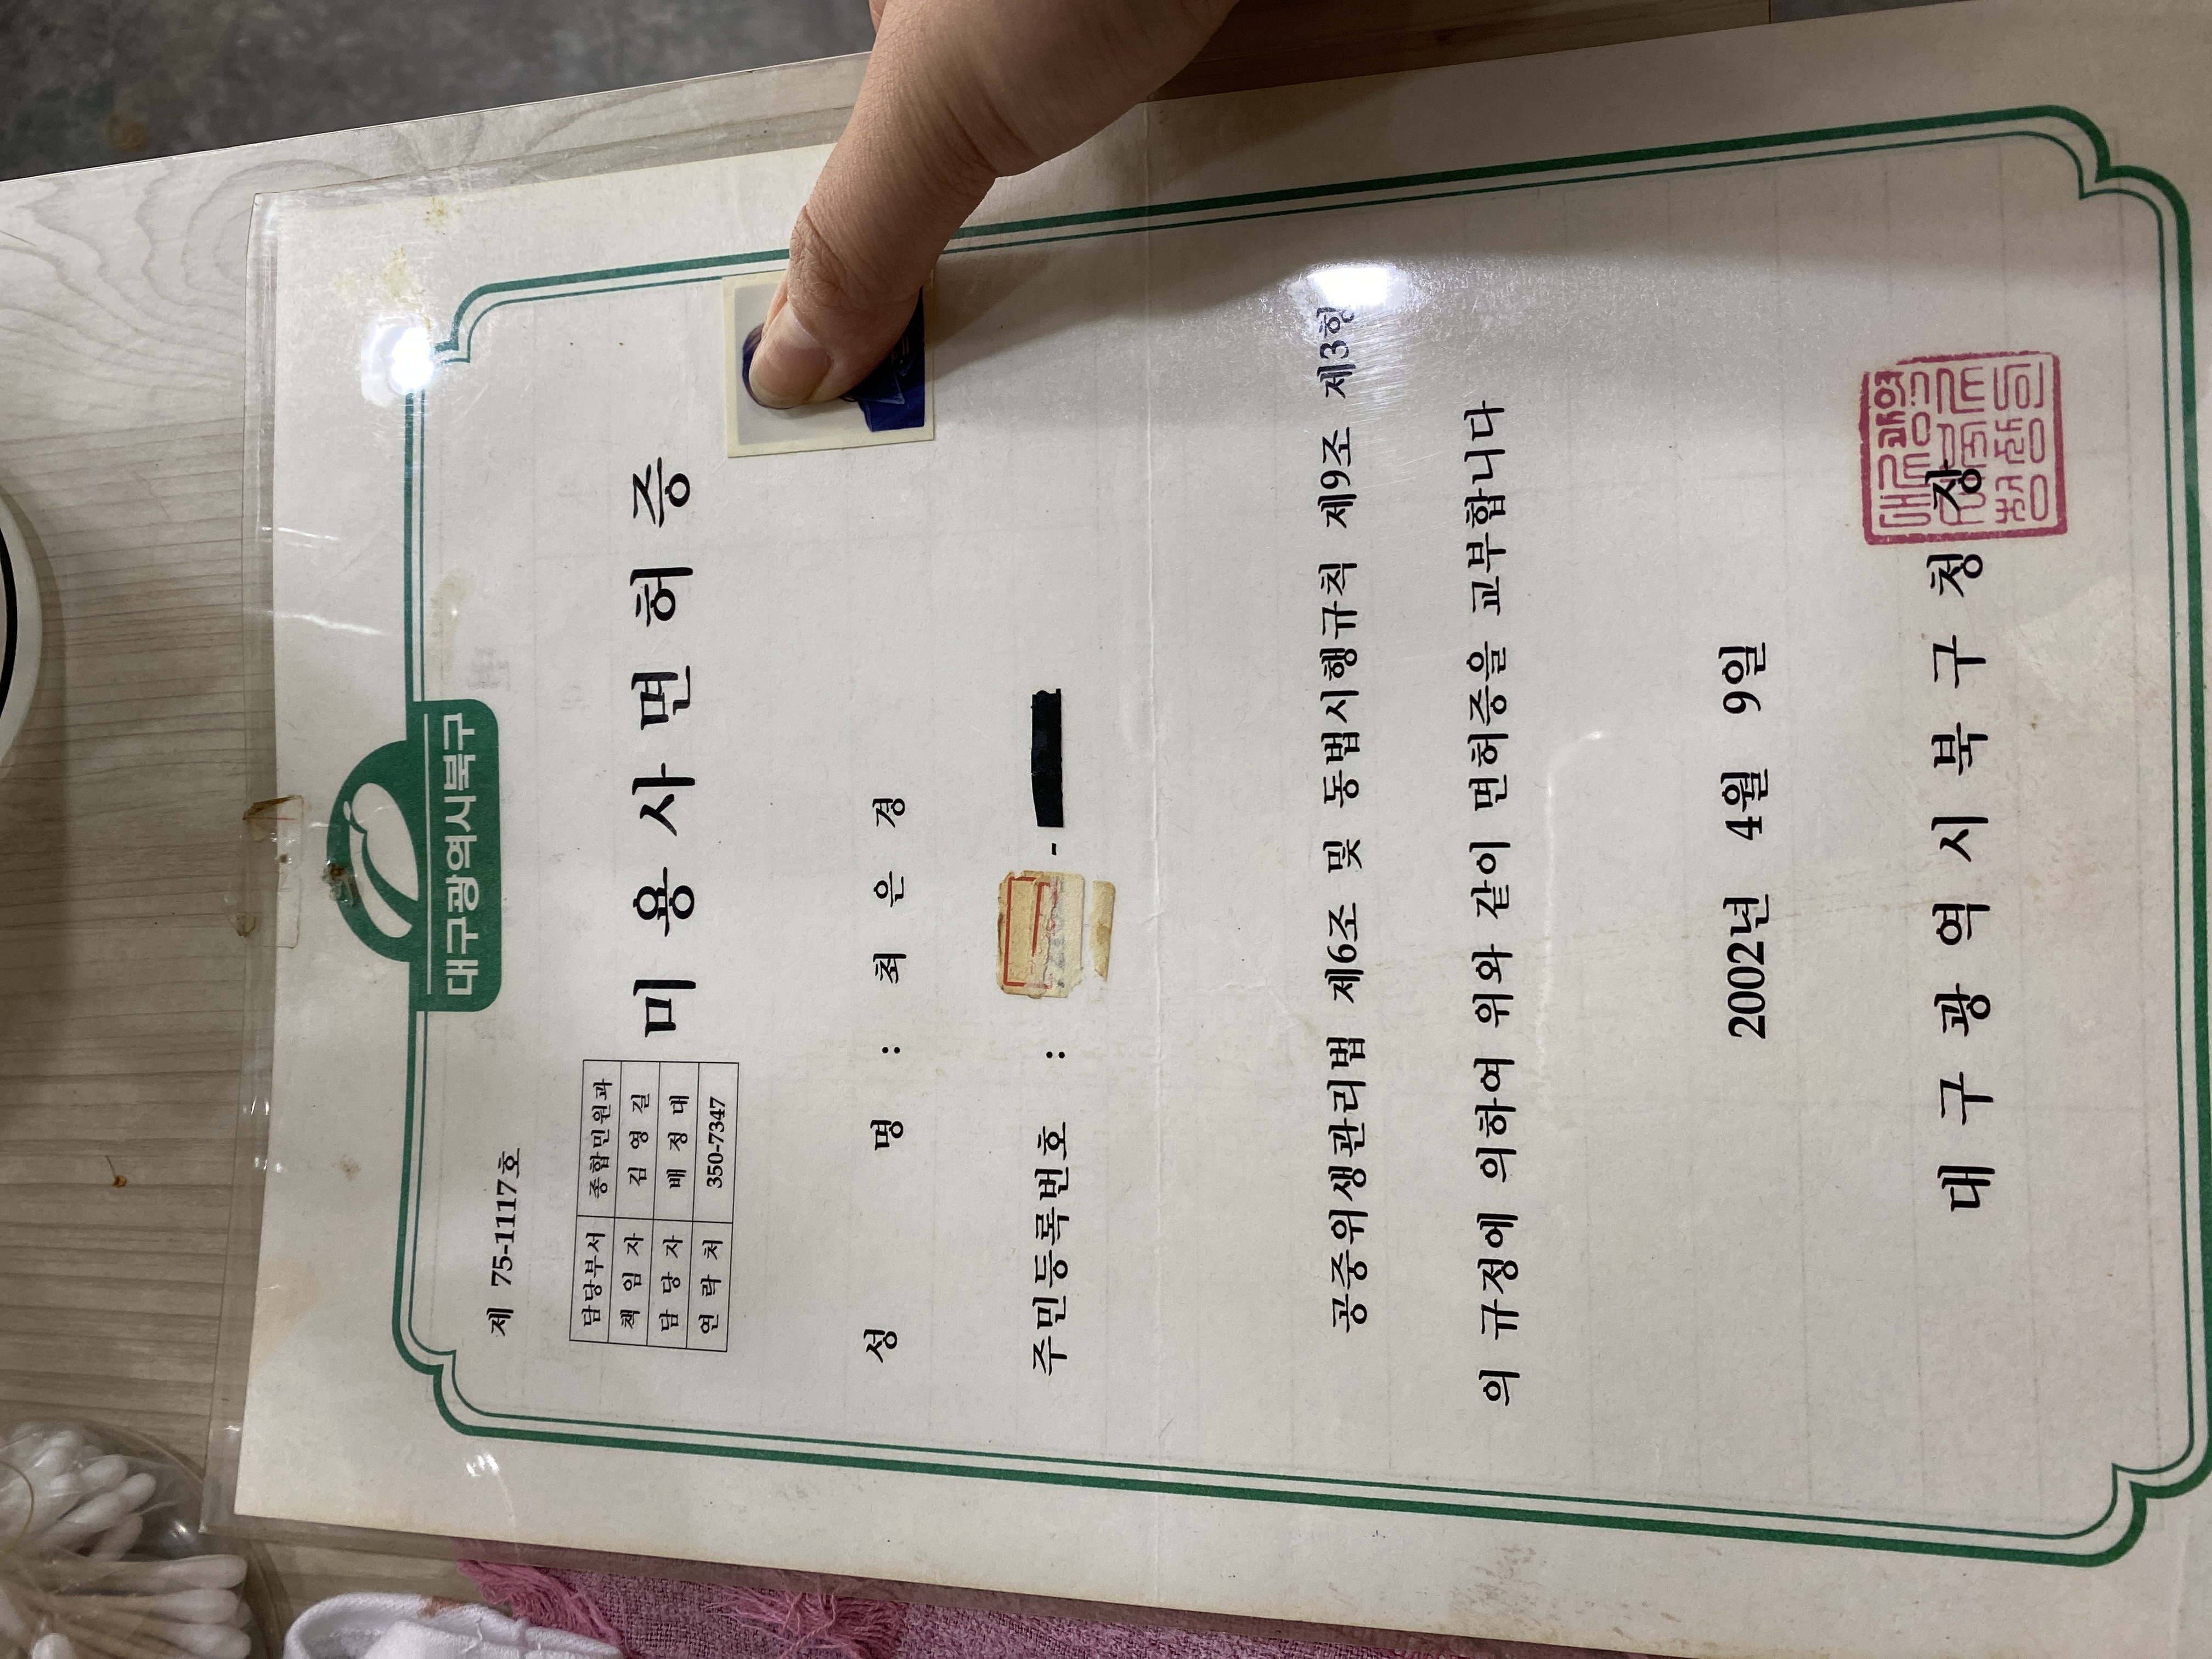 대구광역시북구
제 75-1117호
담당부서 종합민원과
책 임 자 김 영 길
담 당 자 배 정 대
연 락 처 350-7347
미 용 사 면 허 증
성 명 : 최 은 경
주민등록번호 : -
공중위생관리법 제6조 및 동법시행규칙 제9조 제3항
의 규정에 의하여 위와 같이 면허증을 교부합니다
2002년 4월 9일
대 구 광 역 시 북 구 청 장